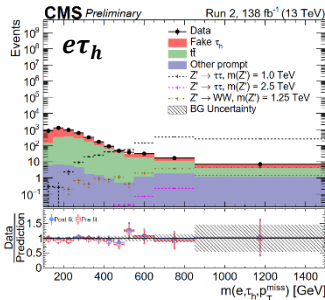 CMS Preliminary Run 2, 138 fb⁻¹ (13 TeV)
Events
10⁹
10⁸
10⁷
10⁶
10⁵
10⁴
10³
10²
10
1
10⁻¹
eτₕ
Data
Fake τₕ
tt̄
Other prompt
Z' → ττ, m(Z') = 1.0 TeV
Z' → ττ, m(Z') = 2.5 TeV
Z' → WW, m(Z') = 1.25 TeV
BG Uncertainty
Data
Prediction
1.5
1.0
0.5
0
Post fit Pre fit
200 400 600 800 1000 1200 1400
m(e,τₕ,p_T^miss) [GeV]